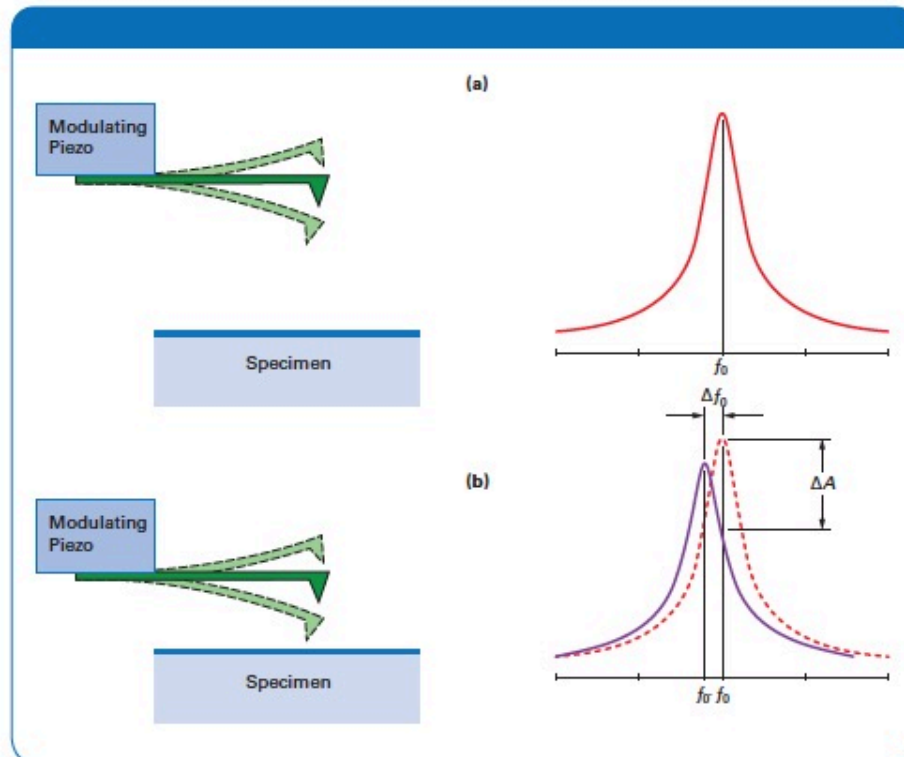 (a)
Modulating
Piezo
Specimen
f₀
Δf₀
(b)
ΔA
Modulating
Piezo
Specimen
f₀' f₀